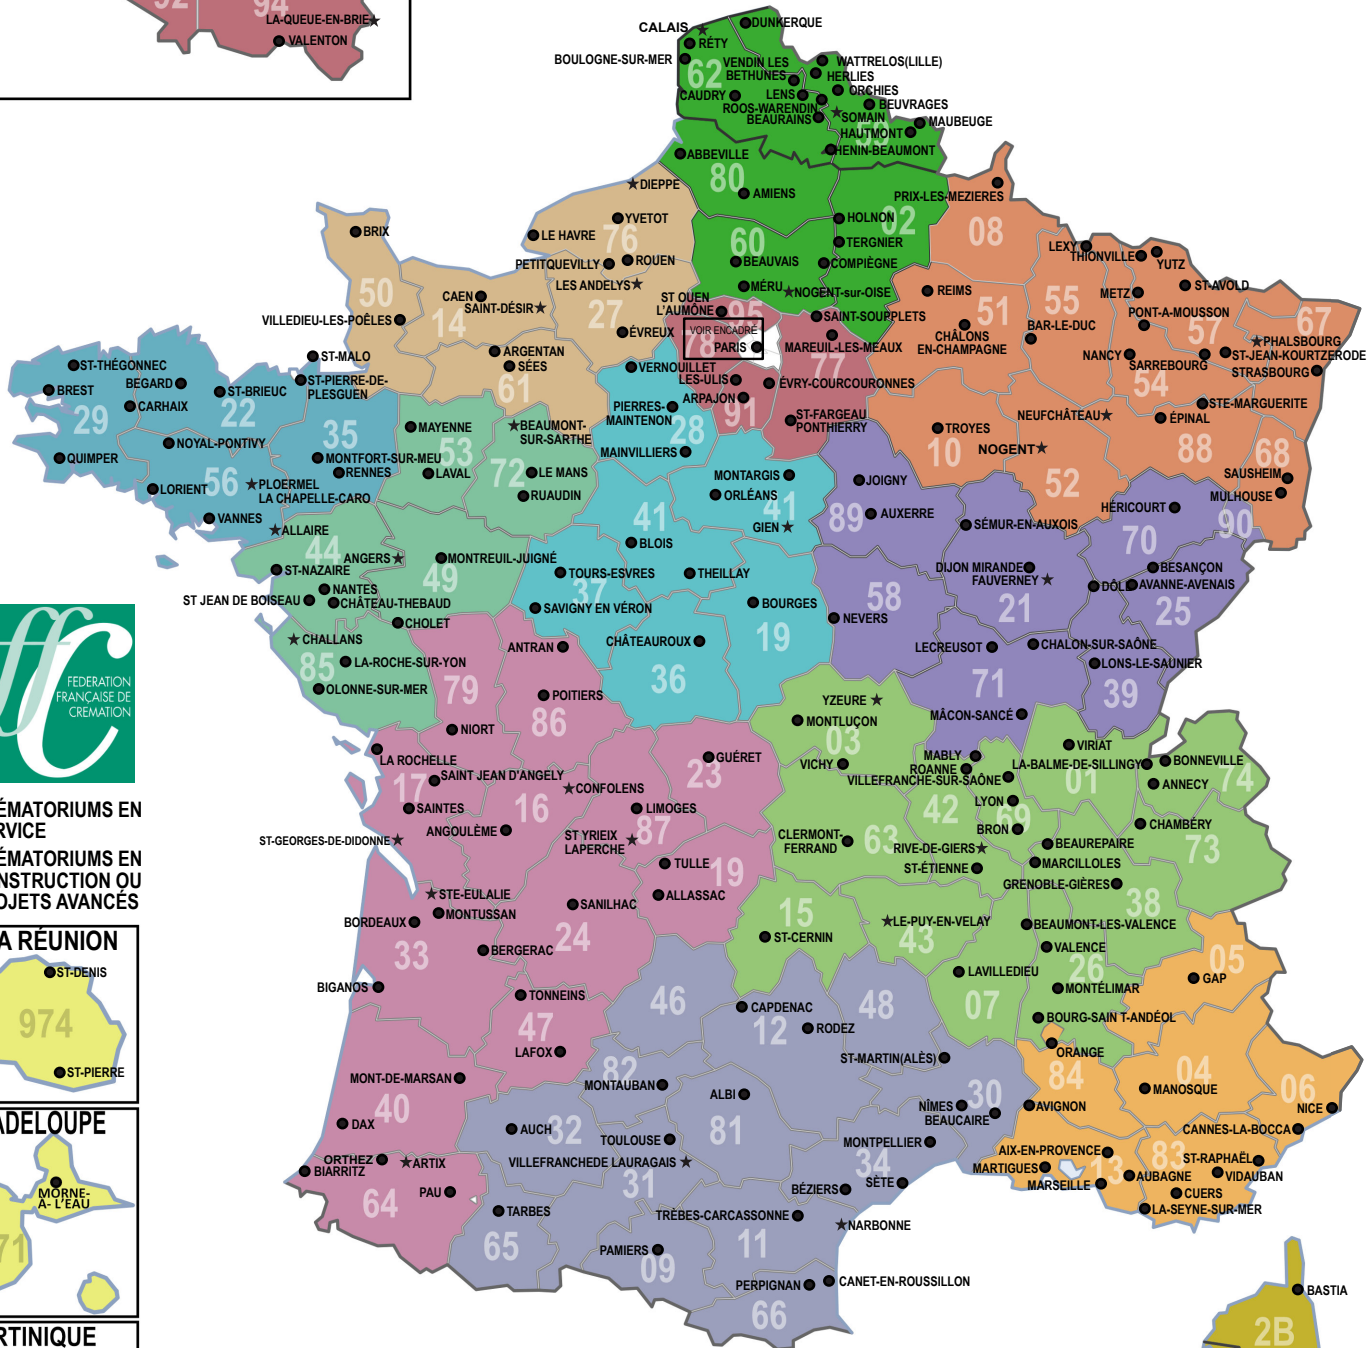 92
94
LA-QUEUE-EN-BRIE
VALENTON
CALAIS
DUNKERQUE
RÉTY
BOULOGNE-SUR-MER
62
VENDIN LES
BETHUNES
WATTRELOS(LILLE)
HERLIES
ORCHIES
CAUDRY
LENS
BEUVRAGES
ROOS-WARENDIN
BEAURAINS
SOMAIN
59
MAUBEUGE
HAUTMONT
HENIN-BEAUMONT
ABBEVILLE
80
AMIENS
DIEPPE
PRIX-LES-MEZIERES
YVETOT
HOLNON
02
08
BRIX
LE HAVRE
76
60
TERGNIER
LEXY
THIONVILLE
YUTZ
PETITQUEVILLY
ROUEN
BEAUVAIS
COMPIÈGNE
LES ANDELYS
MÉRU
NOGENT-sur-OISE
REIMS
METZ
ST-AVOLD
50
CAEN
SAINT-DÉSIR
ST OUEN
L'AUMÔNE
95
51
55
PONT-A-MOUSSON
57
67
VILLEDIEU-LES-POÊLES
14
27
ÉVREUX
VOIR ENCADRÉ
78
PARIS
SAINT-SOUPPLETS
MAREUIL-LES-MEAUX
CHÂLONS
EN-CHAMPAGNE
BAR-LE-DUC
PHALSBOURG
ST-MALO
ARGENTAN
SÉES
77
NANCY
SARREBOURG
ST-JEAN-KOURTZERODE
STRASBOURG
ST-THÉGONNEC
BEGARD
ST-BRIEUC
ST-PIERRE-DE-
PLESGUEN
61
VERNOUILLET
LES-ULIS
ÉVRY-COURCOURONNES
54
BREST
CARHAIX
22
ARPAJON
91
PIERRES-
MAINTENON
STE-MARGUERITE
29
35
MAYENNE
BEAUMONT-
SUR-SARTHE
28
ST-FARGEAU
PONTHIERRY
TROYES
NEUFCHÂTEAU
ÉPINAL
NOYAL-PONTIVY
MONTFORT-SUR-MEU
53
MAINVILLIERS
10
NOGENT
88
68
QUIMPER
RENNES
LAVAL
72
LE MANS
MONTARGIS
JOIGNY
52
SAUSHEIM
LORIENT
56
PLOERMEL
LA CHAPELLE-CARO
RUAUDIN
ORLÉANS
MULHOUSE
VANNES
ALLAIRE
41
41
GIEN
89
AUXERRE
SÉMUR-EN-AUXOIS
HÉRICOURT
70
90
44
ANGERS
MONTREUIL-JUIGNÉ
BLOIS
ST-NAZAIRE
49
TOURS-ESVRES
THEILLAY
DIJON MIRANDE
FAUVERNEY
BESANÇON
NANTES
37
58
DÔLE
AVANNE-AVENAIS
ST JEAN DE BOISEAU
CHÂTEAU-THEBAUD
SAVIGNY EN VÉRON
BOURGES
21
25
CHOLET
NEVERS
CHALLANS
ANTRAN
CHÂTEAUROUX
19
LECREUSOT
CHALON-SUR-SAÔNE
85
LA-ROCHE-SUR-YON
LONS-LE-SAUNIER
OLONNE-SUR-MER
79
36
71
39
POITIERS
86
YZEURE
MÂCON-SANCÉ
NIORT
MONTLUÇON
03
LA ROCHELLE
GUÉRET
23
VICHY
MABLY
ROANNE
VIRIAT
LA-BALME-DE-SILLINGY
BONNEVILLE
SAINT JEAN D'ANGELY
17
VILLEFRANCHE-SUR-SAÔNE
01
ANNECY
74
CONFOLENS
SAINTES
16
LIMOGES
42
LYON
69
ANGOULÊME
87
BRON
CHAMBÉRY
ST-GEORGES-DE-DIDONNE
ST YRIEIX
LAPERCHE
CLERMONT-
FERRAND
63
RIVE-DE-GIERS
BEAUREPAIRE
TULLE
19
ST-ÉTIENNE
MARCILLOLES
73
STE-EULALIE
ALLASSAC
GRENOBLE-GIÈRES
SANILHAC
15
38
BORDEAUX
MONTUSSAN
LE-PUY-EN-VELAY
BEAUMONT-LES-VALENCE
33
24
ST-CERNIN
43
BERGERAC
VALENCE
05
26
LAVILLEDIEU
GAP
BIGANOS
TONNEINS
46
48
07
MONTÉLIMAR
47
CAPDENAC
12
RODEZ
BOURG-SAIN T-ANDÉOL
LAFOX
ST-MARTIN(ALÈS)
ORANGE
82
MONT-DE-MARSAN
MONTAUBAN
84
04
MANOSQUE
ALBI
06
40
NÎMES
30
BEAUCAIRE
AVIGNON
NICE
DAX
AUCH
32
81
TOULOUSE
MONTPELLIER
CANNES-LA-BOCCA
ORTHEZ
ARTIX
VILLEFRANCHEDE LAURAGAIS
34
AIX-EN-PROVENCE
83
BIARRITZ
MARTIGUES
13
ST-RAPHAËL
PAU
31
BÉZIERS
SÈTE
MARSEILLE
AUBAGNE
VIDAUBAN
64
CUERS
TARBES
TRÈBES-CARCASSONNE
NARBONNE
LA-SEYNE-SUR-MER
65
PAMIERS
09
11
PERPIGNAN
CANET-EN-ROUSSILLON
66
BASTIA
2B
ffC
FEDERATION
FRANÇAISE DE
CREMATION
ÉMATORIUMS EN
RVICE
ÉMATORIUMS EN
NSTRUCTION OU
OJETS AVANCÉS
A RÉUNION
ST-DENIS
974
ST-PIERRE
ADELOUPE
MORNE-
A- L'EAU
71
RTINIQUE